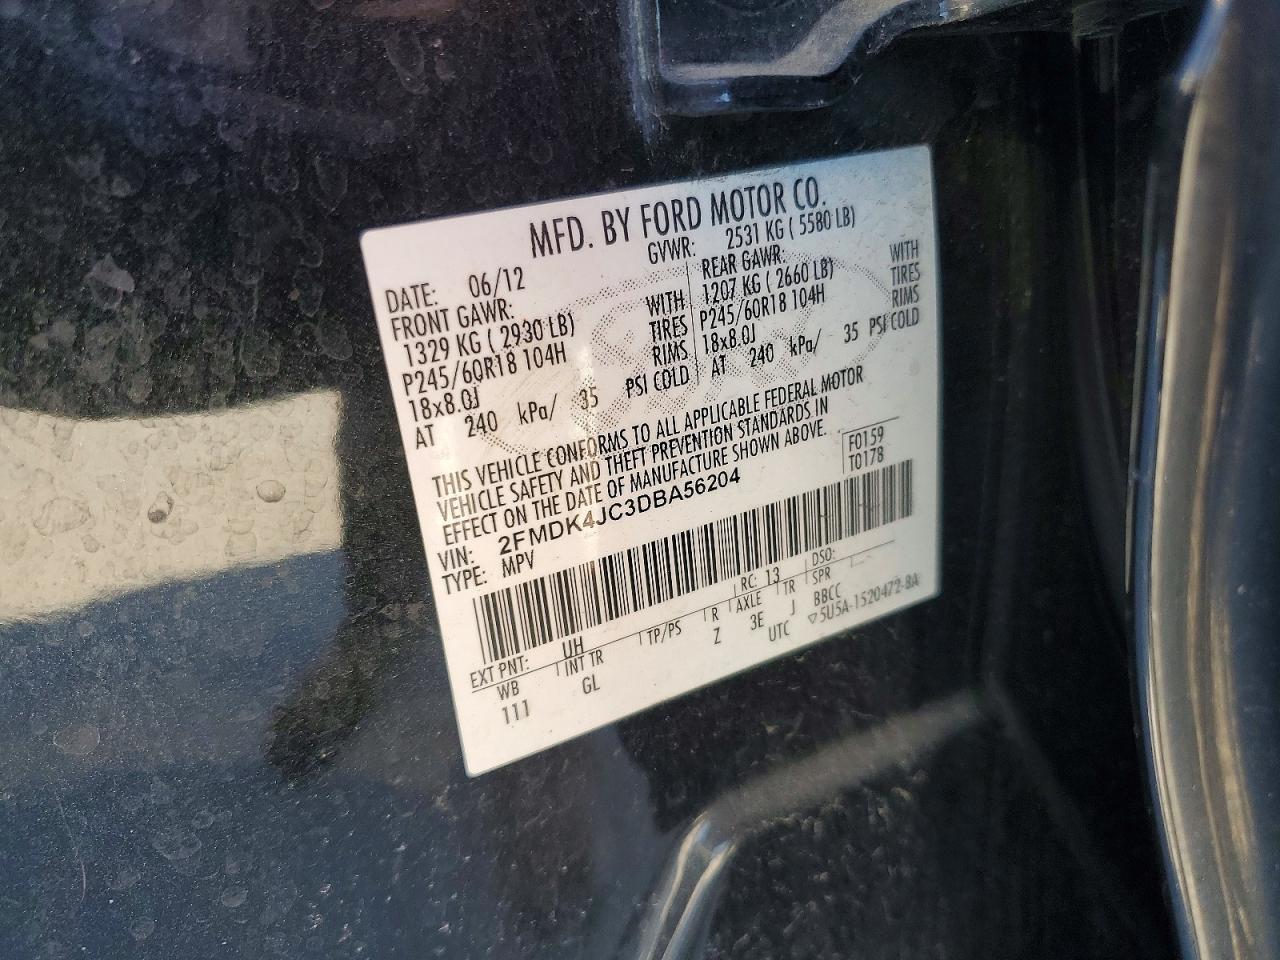 MFD. BY FORD MOTOR CO.
DATE: 06/12 GVWR: 2531 KG ( 5580 LB)
FRONT GAWR: REAR GAWR:
1329 KG ( 2930 LB) WITH 1207 KG ( 2660 LB) WITH
P245/60R18 104H TIRES P245/60R18 104H TIRES
18x8.0J RIMS 18x8.0J RIMS
AT 240 kPa/ 35 PSI COLD AT 240 kPa/ 35 PSI COLD
THIS VEHICLE CONFORMS TO ALL APPLICABLE FEDERAL MOTOR
VEHICLE SAFETY AND THEFT PREVENTION STANDARDS IN
EFFECT ON THE DATE OF MANUFACTURE SHOWN ABOVE.
VIN: 2FMDK4JC3DBA56204 F0159
TYPE: MPV T0178
EXT PNT: UH RC: 13 DSO:
WB INT TR TP/PS R AXLE TR SPR
111 GL Z 3E J BBCC
UTC ▽5U5A-1520472-BA